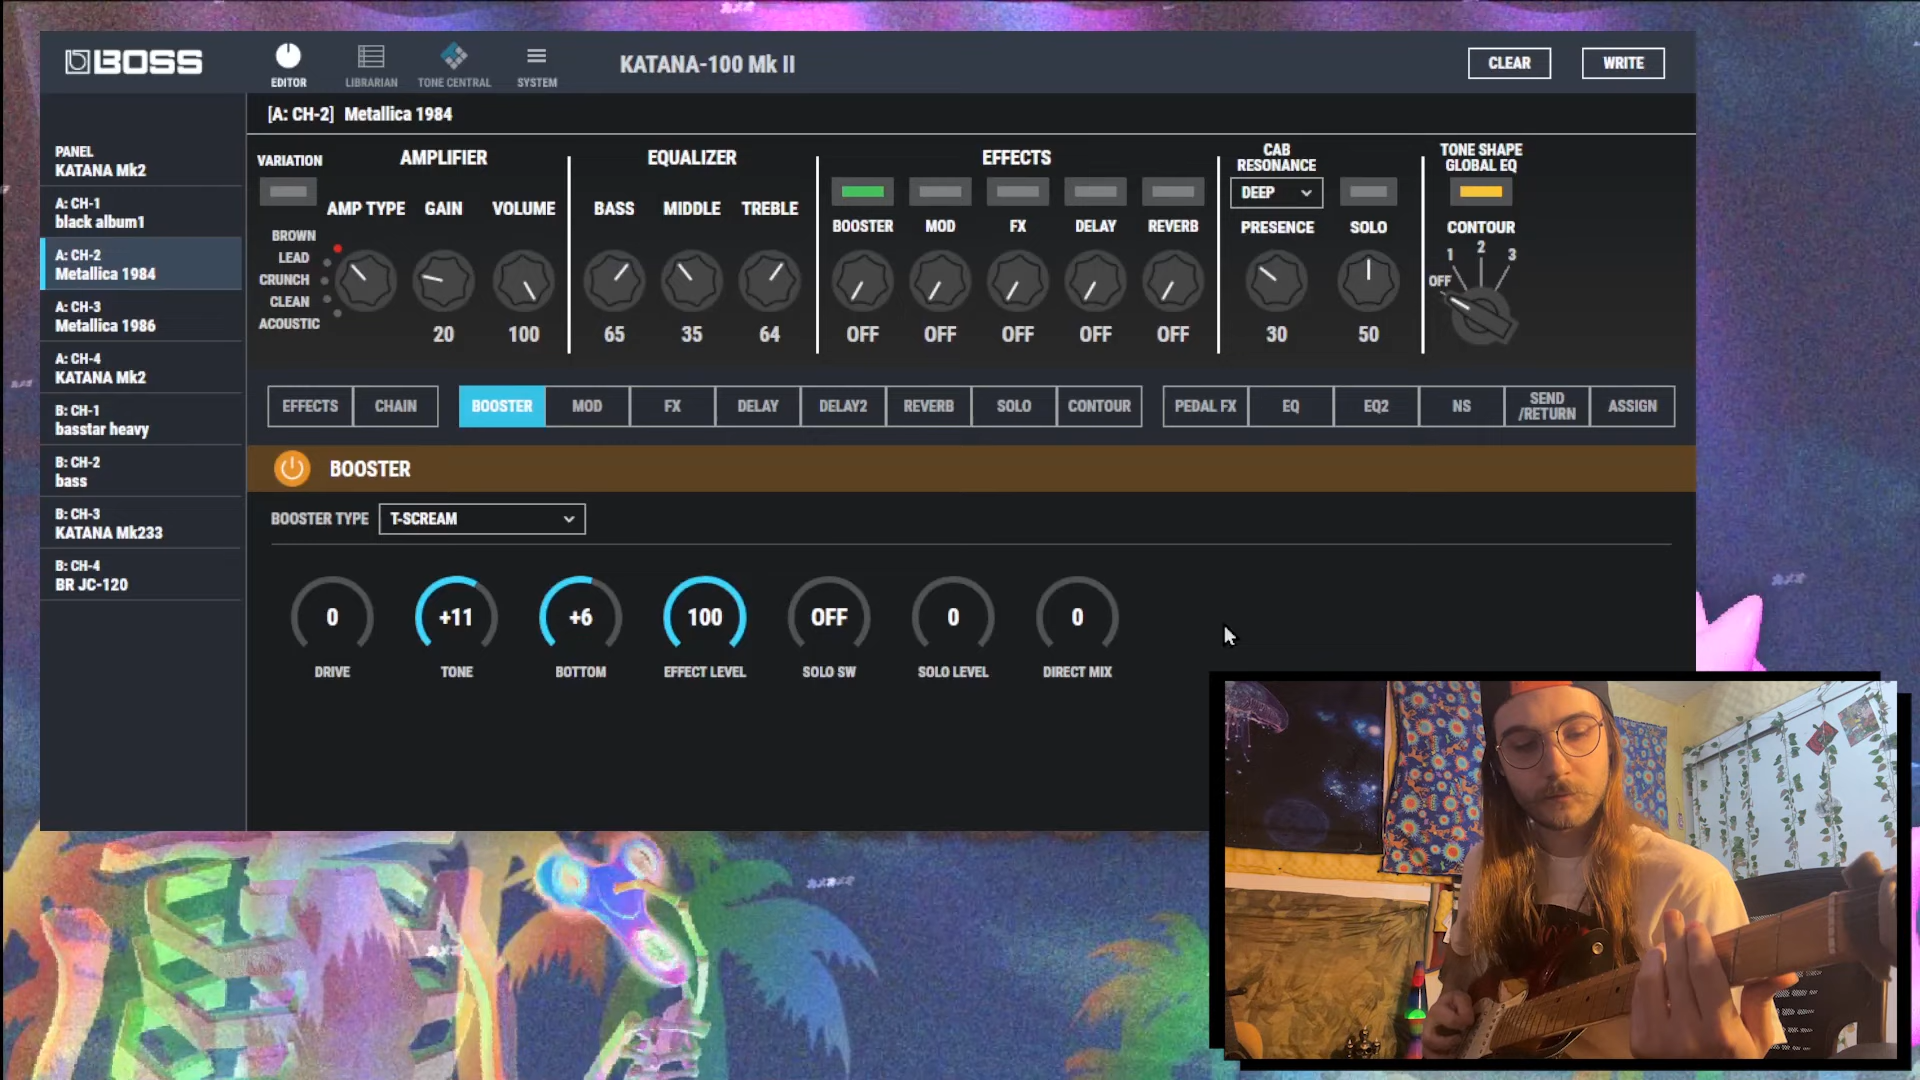 BOSS
EDITOR
LIBRARIAN
TONE CENTRAL
SYSTEM
KATANA-100 Mk II
CLEAR
WRITE
[A: CH-2] Metallica 1984
PANEL
KATANA Mk2
A: CH-1
black album1
A: CH-2
Metallica 1984
A: CH-3
Metallica 1986
A: CH-4
KATANA Mk2
B: CH-1
basstar heavy
B: CH-2
bass
B: CH-3
KATANA Mk233
B: CH-4
BR JC-120
VARIATION
AMPLIFIER
AMP TYPE
GAIN
VOLUME
BROWN
LEAD
CRUNCH
CLEAN
ACOUSTIC
20
100
EQUALIZER
BASS
MIDDLE
TREBLE
65
35
64
EFFECTS
BOOSTER
MOD
FX
DELAY
REVERB
OFF
OFF
OFF
OFF
OFF
CAB
RESONANCE
DEEP
PRESENCE
SOLO
30
50
TONE SHAPE
GLOBAL EQ
CONTOUR
OFF
1
2
3
EFFECTS
CHAIN
BOOSTER
MOD
FX
DELAY
DELAY2
REVERB
SOLO
CONTOUR
PEDAL FX
EQ
EQ2
NS
SEND
/RETURN
ASSIGN
BOOSTER
BOOSTER TYPE
T-SCREAM
0
+11
+6
100
OFF
0
0
DRIVE
TONE
BOTTOM
EFFECT LEVEL
SOLO SW
SOLO LEVEL
DIRECT MIX